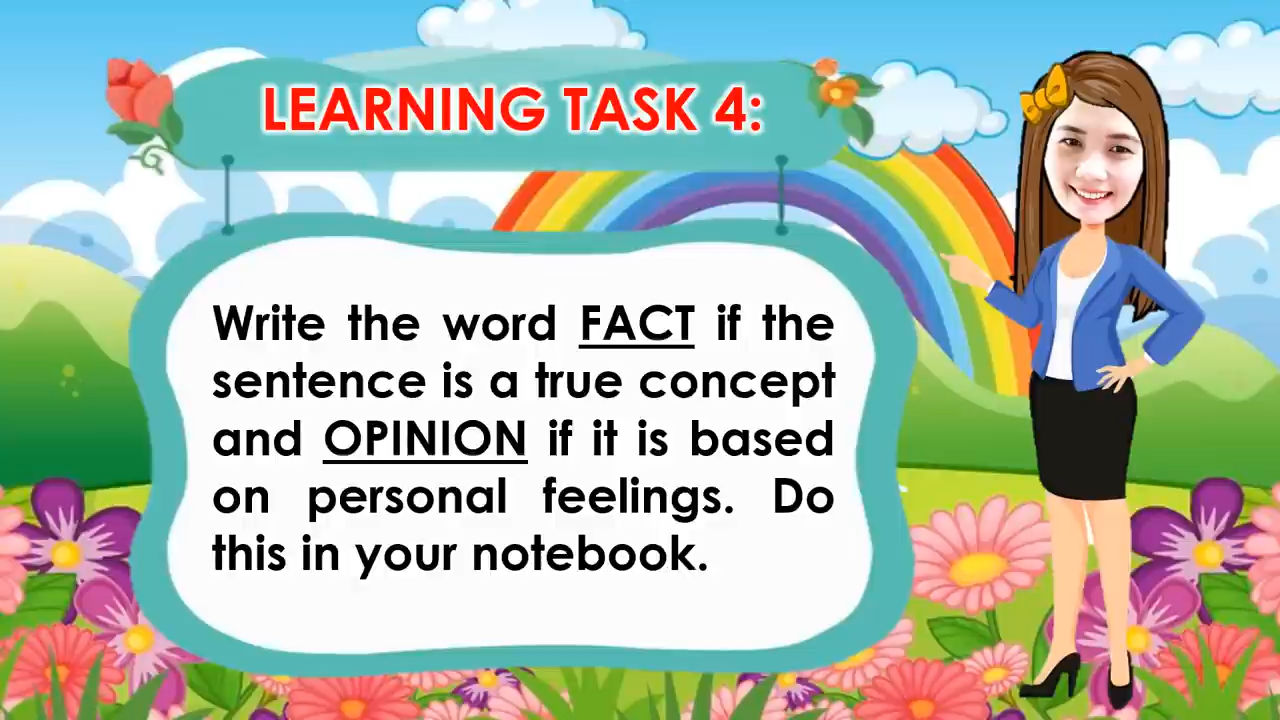 LEARNING TASK 4:
Write the word FACT if the
sentence is a true concept
and OPINION if it is based
on personal feelings. Do
this in your notebook.